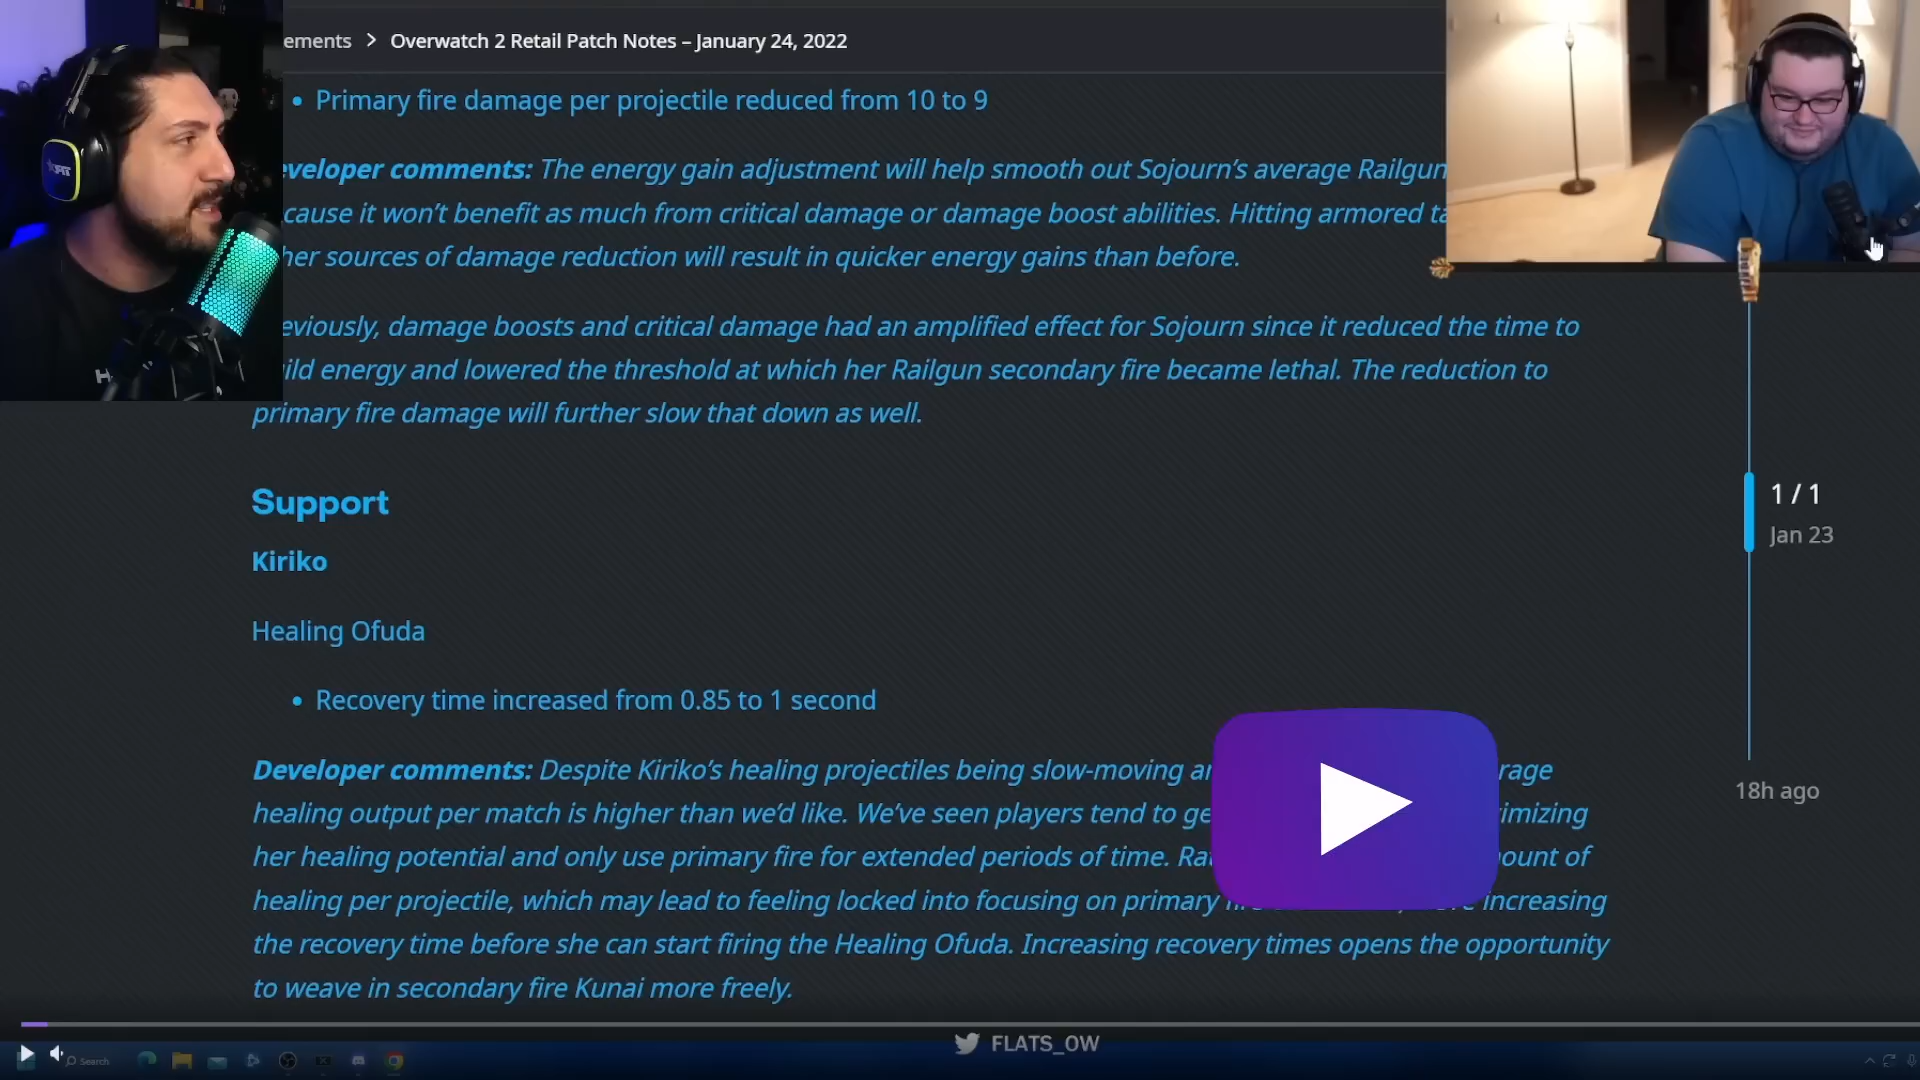 ements > Overwatch 2 Retail Patch Notes – January 24, 2022
• Primary fire damage per projectile reduced from 10 to 9
eveloper comments: The energy gain adjustment will help smooth out Sojourn’s average Railgun
cause it won’t benefit as much from critical damage or damage boost abilities. Hitting armored ta
her sources of damage reduction will result in quicker energy gains than before.
eviously, damage boosts and critical damage had an amplified effect for Sojourn since it reduced the time to
ild energy and lowered the threshold at which her Railgun secondary fire became lethal. The reduction to
primary fire damage will further slow that down as well.
Support
1 / 1
Jan 23
Kiriko
Healing Ofuda
• Recovery time increased from 0.85 to 1 second
Developer comments: Despite Kiriko’s healing projectiles being slow-moving a rage
18h ago
healing output per match is higher than we’d like. We’ve seen players tend to ge imizing
her healing potential and only use primary fire for extended periods of time. Rat ount of
healing per projectile, which may lead to feeling locked into focusing on primary increasing
the recovery time before she can start firing the Healing Ofuda. Increasing recovery times opens the opportunity
to weave in secondary fire Kunai more freely.
FLATS_OW
Search